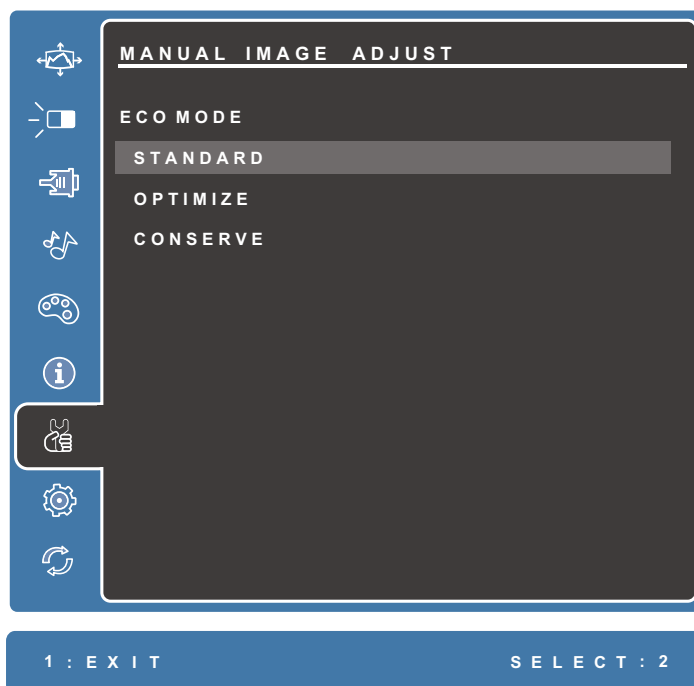 MANUAL IMAGE ADJUST
ECO MODE
STANDARD
OPTIMIZE
CONSERVE
1 : EXIT
SELECT : 2